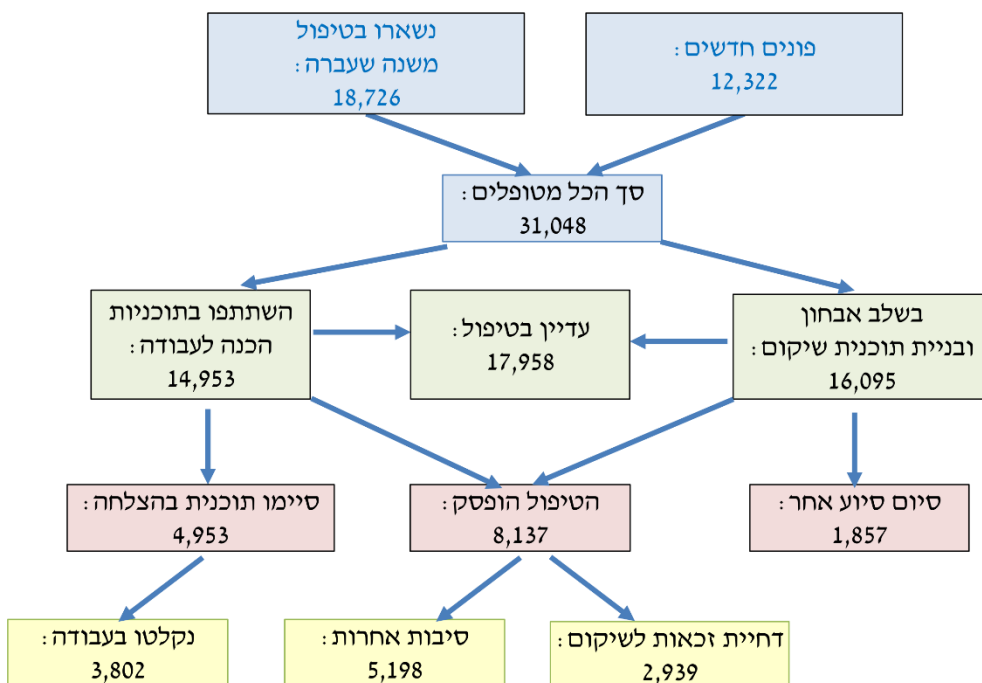 פונים חדשים:
12,322
נשארו בטיפול
משנה שעברה:
18,726
סך הכל מטופלים:
31,048
בשלב אבחון
ובניית תוכנית שיקום:
16,095
עדיין בטיפול:
17,958
השתתפו בתוכניות
הכנה לעבודה:
14,953
סיום סיוע אחר:
1,857
הטיפול הופסק:
8,137
סיימו תוכנית בהצלחה:
4,953
דחיית זכאות לשיקום:
2,939
סיבות אחרות:
5,198
נקלטו בעבודה:
3,802